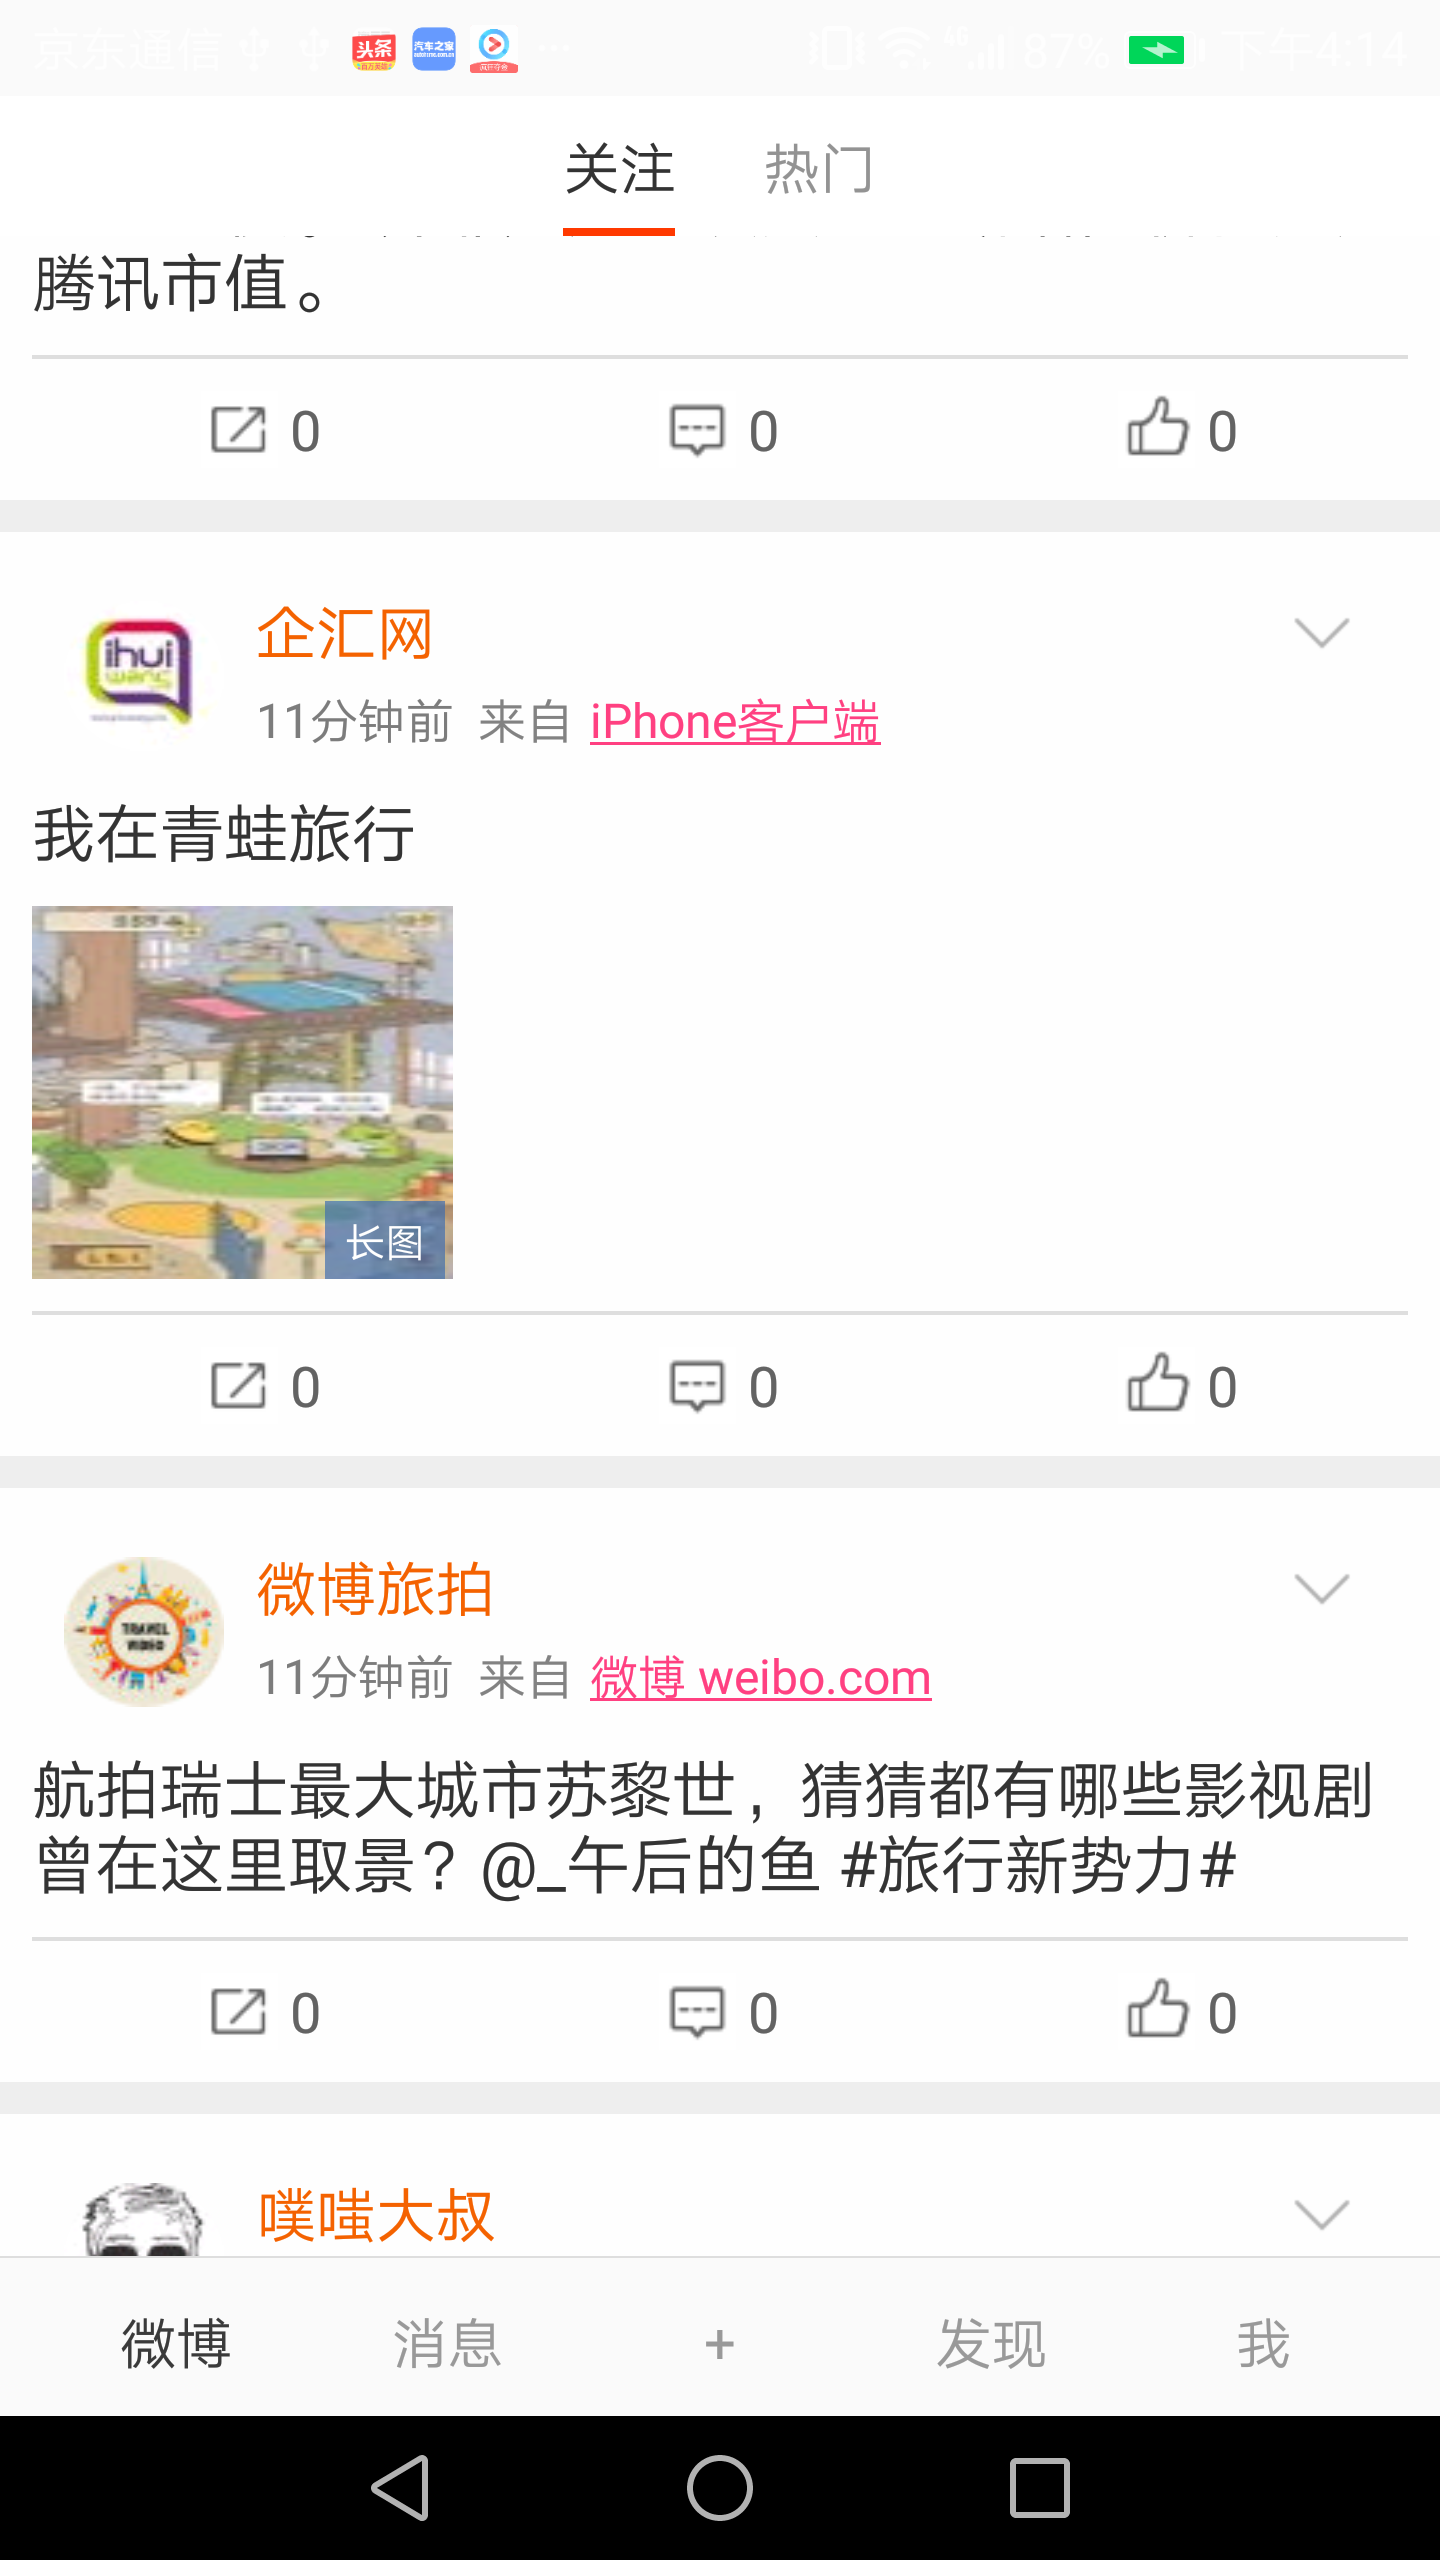 京东通信 头条 汽车之家 4G 87% 下午4:14
关注 热门
腾讯市值。
0 0 0
ihui
wang
企汇网
11分钟前 来自 iPhone客户端
我在青蛙旅行
长图
0 0 0
TRAVEL
VIDEO
微博旅拍
11分钟前 来自 微博 weibo.com
航拍瑞士最大城市苏黎世，猜猜都有哪些影视剧
曾在这里取景？@_午后的鱼 #旅行新势力#
0 0 0
噗嗤大叔
微博 消息 + 发现 我